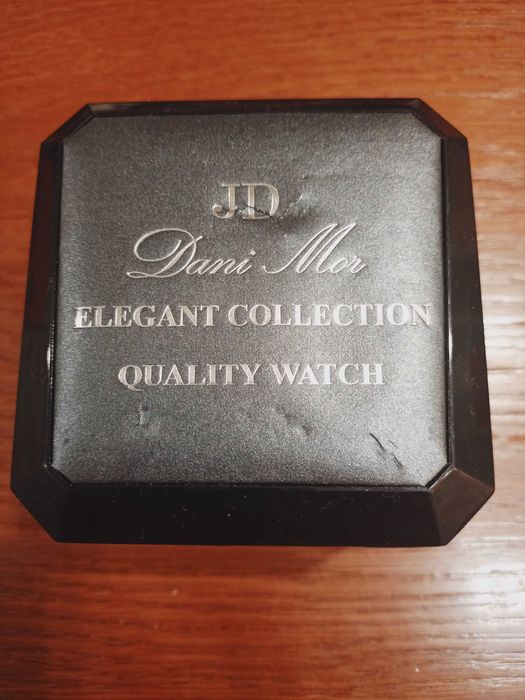 JD
Dani Mor
ELEGANT COLLECTION
QUALITY WATCH